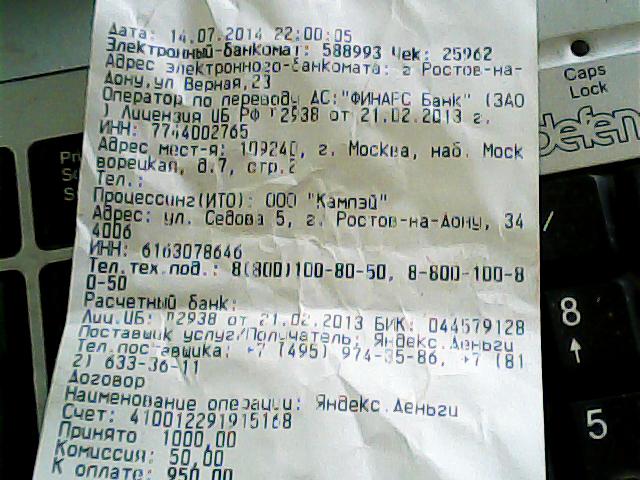 Дата: 14.07.2014 22:00:05
Электронный-банкомат: 588993 Чек: 25962
Адрес электронного-банкомата: г Ростов-на-
Дону,ул Верная,23
Оператор по переводу ДС:"ФИНАРС Банк" (ЗАО
) Лицензия ЦБ РФ 2938 от 21.02.2013 г.
ИНН: 7744002765
Адрес мест-я: 109240, г. Москва, наб. Моск
ворецкая, д.7, стр.2
Тел.:
Процессинг(ИТО): ООО "Кампэй"
Адрес: ул. Седова 5, г. Ростов-на-Дону, 34
4006
ИНН: 6163078646
Тел.тех.под.: 8(800)100-80-50, 8-800-100-8
0-50
Расчетный банк:
Лиц.ЦБ: 2938 от 21.02.2013 БИК: 044579128
Поставщик услуг/Получатель: Яндекс.Деньги
Тел.поставщика: +7 (495) 974-35-86, +7 (81
2) 633-36-11
Договор
Наименование операции: Яндекс.Деньги
Счет: 410012291915168
Принято: 1000,00
Комиссия: 50,00
К оплате: 950,00
Caps
Lock
defen
/
8
↑
5